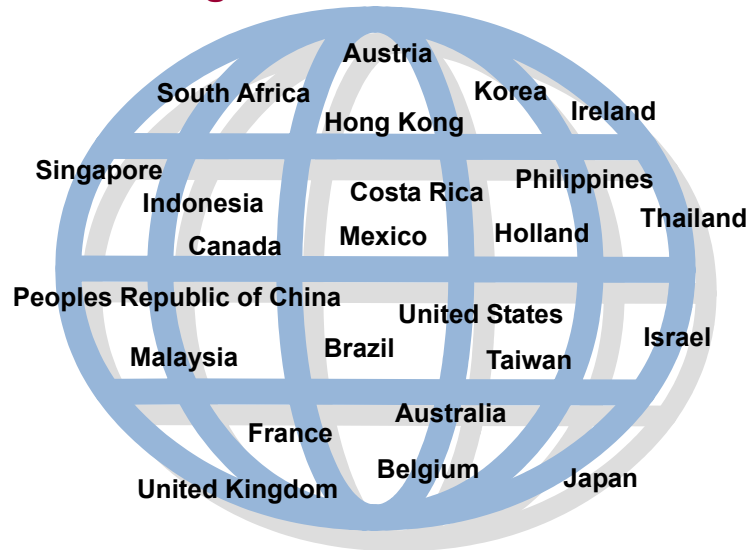 Austria
South Africa
Korea
Ireland
Hong Kong
Singapore
Costa Rica
Philippines
Indonesia
Thailand
Canada
Mexico
Holland
Peoples Republic of China
United States
Israel
Malaysia
Brazil
Taiwan
Australia
France
Belgium
Japan
United Kingdom